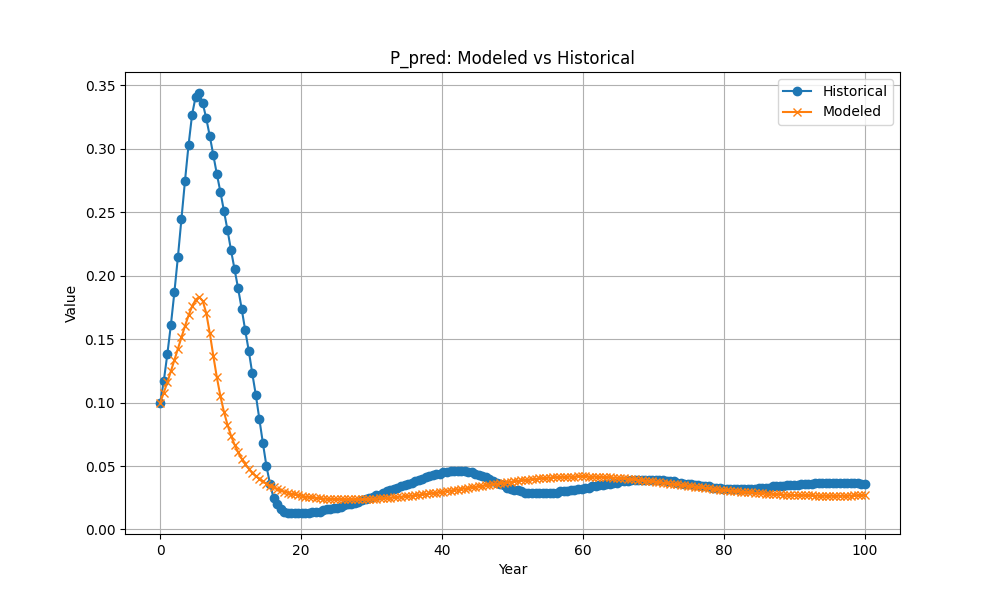 P_pred: Modeled vs Historical
Historical
Modeled
Value
0.35
0.30
0.25
0.20
0.15
0.10
0.05
0.00
0 20 40 60 80 100
Year